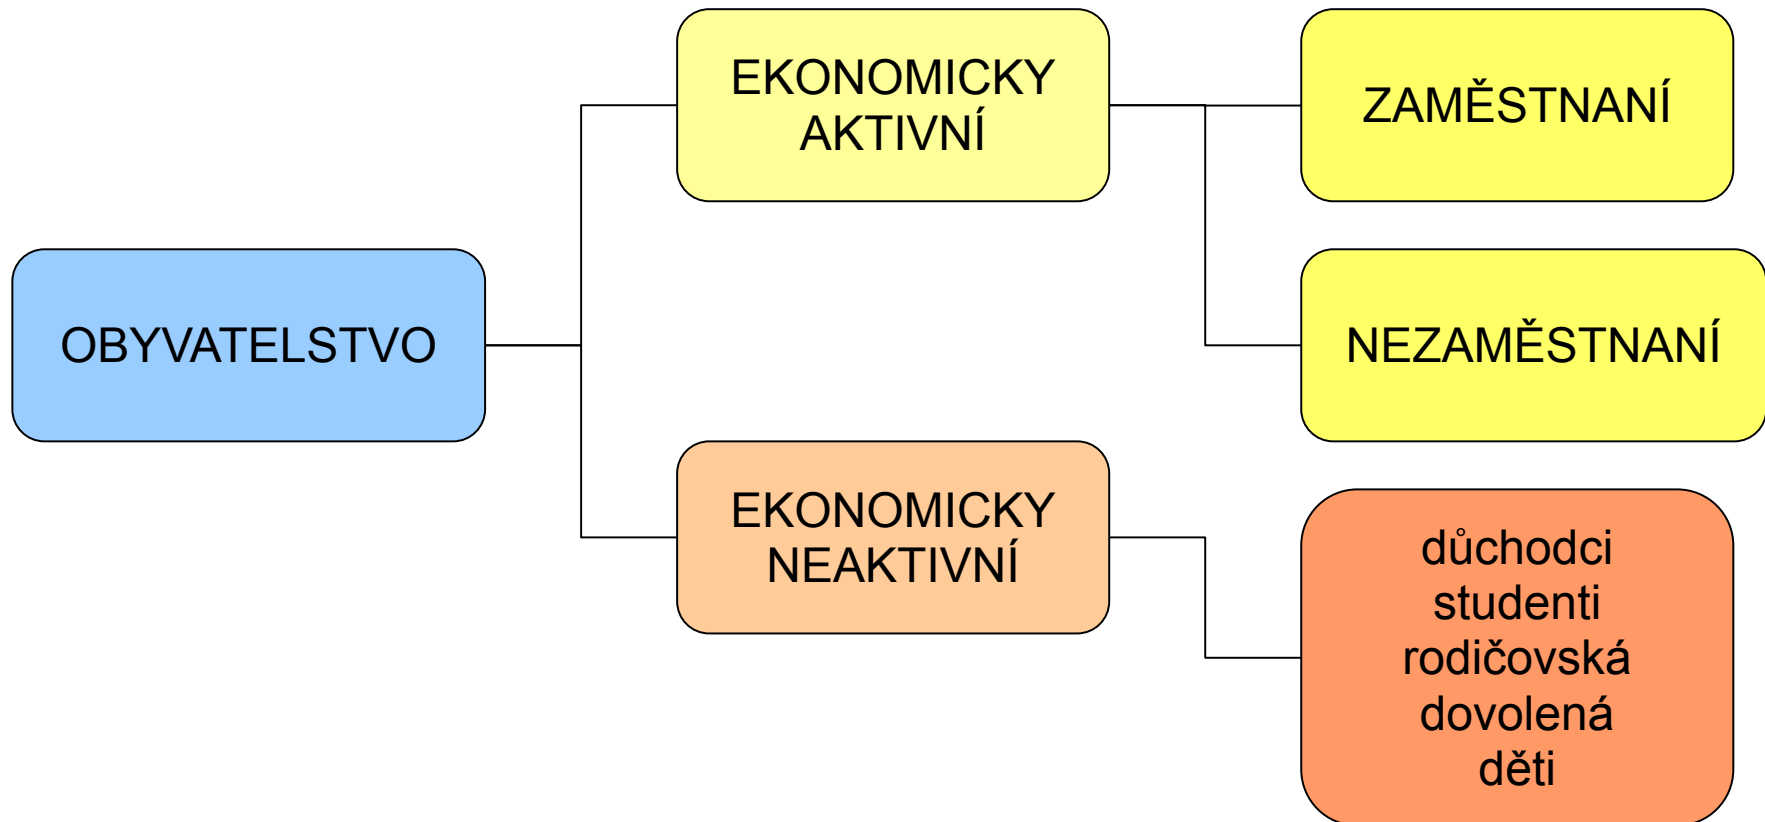 EKONOMICKY
AKTIVNÍ
ZAMĚSTNANÍ
OBYVATELSTVO
NEZAMĚSTNANÍ
EKONOMICKY
NEAKTIVNÍ
důchodci
studenti
rodičovská
dovolená
děti